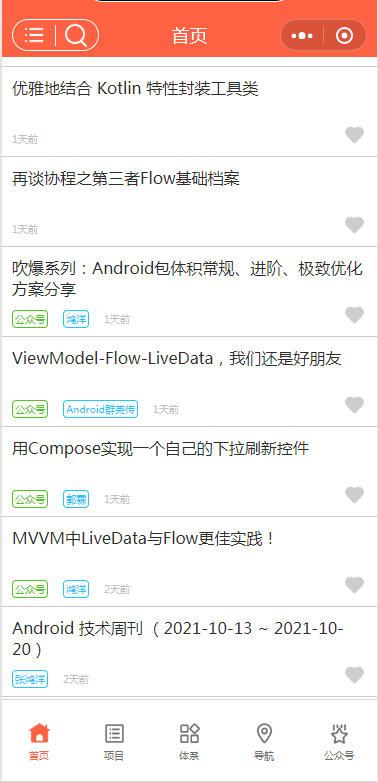 首页
优雅地结合 Kotlin 特性封装工具类
1天前
再谈协程之第三者Flow基础档案
1天前
吹爆系列：Android包体积常规、进阶、极致优化
方案分享
公众号 鸿洋 1天前
ViewModel-Flow-LiveData，我们还是好朋友
公众号 Android群英传 1天前
用Compose实现一个自己的下拉刷新控件
公众号 郭霖 1天前
MVVM中LiveData与Flow更佳实践！
公众号 鸿洋 2天前
Android 技术周刊 （2021-10-13 ~ 2021-10-
20）
张鸿洋 2天前
首页 项目 体系 导航 公众号